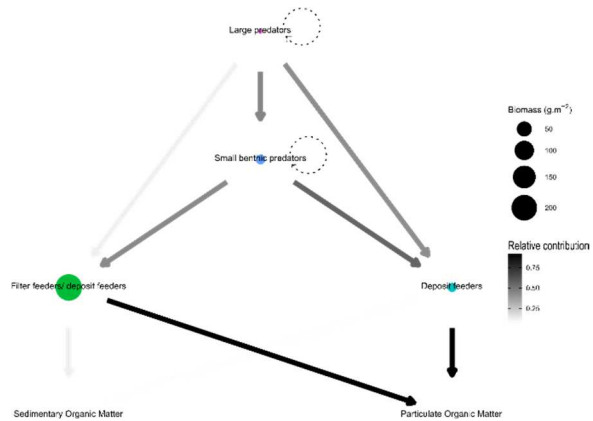 Large predators
Biomass (g.m⁻²)
50
100
Small bentnic predators
150
200
Relative contribution
0.75
Filter feeders/ deposit feeders
Deposit feeders
0.50
0.25
Sedimentary Organic Matter
Particulate Organic Matter